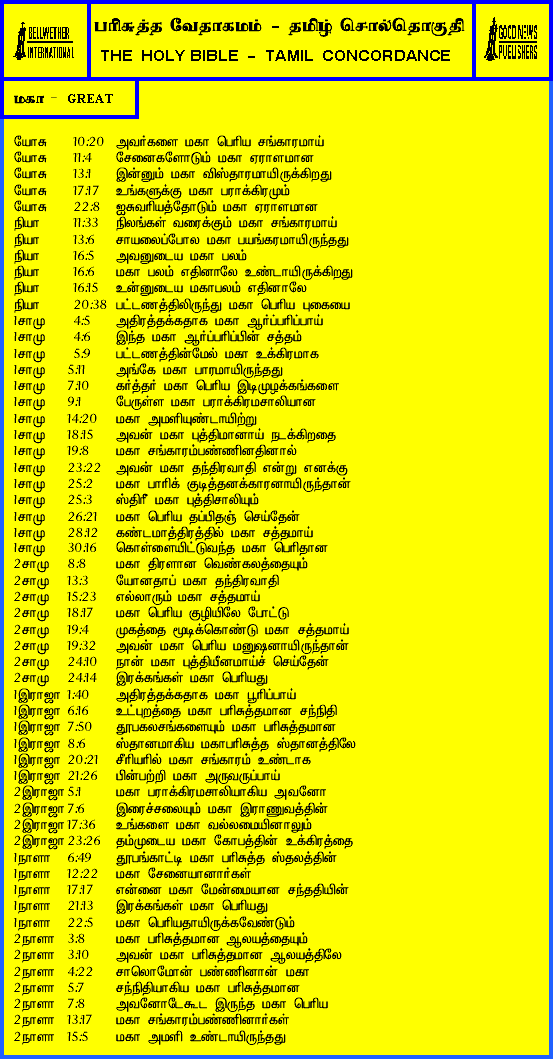 BELLWETHER
INTERNATIONAL
பரிசுத்த வேதாகமம் - தமிழ் சொல்தொகுதி
THE HOLY BIBLE - TAMIL CONCORDANCE
GOOD NEWS
PUBLISHERS
மகா - GREAT
யோசு 10:20 அவர்களை மகா பெரிய சங்காரமாய்
யோசு 11:4 சேனைகளோடும் மகா ஏராளமான
யோசு 13:1 இன்னும் மகா விஸ்தாரமாயிருக்கிறது
யோசு 17:17 உங்களுக்கு மகா பராக்கிரமமும்
யோசு 22:8 ஐசுவரியத்தோடும் மகா ஏராளமான
நியா 11:33 நிலங்கள் வரைக்கும் மகா சங்காரமாய்
நியா 13:6 சாயலைப்போல மகா பயங்கரமாயிருந்தது
நியா 16:5 அவனுடைய மகா பலம்
நியா 16:6 மகா பலம் எதினாலே உண்டாயிருக்கிறது
நியா 16:15 உன்னுடைய மகாபலம் எதினாலே
நியா 20:38 பட்டணத்திலிருந்து மகா பெரிய புகையை
1சாமு 4:5 அதிரத்தக்கதாக மகா ஆர்ப்பரிப்பாய்
1சாமு 4:6 இந்த மகா ஆர்ப்பரிப்பின் சத்தம்
1சாமு 5:9 பட்டணத்தின்மேல் மகா உக்கிரமாக
1சாமு 5:11 அங்கே மகா பாரமாயிருந்தது
1சாமு 7:10 கர்த்தர் மகா பெரிய இடிமுழக்கங்களை
1சாமு 9:1 பேருள்ள மகா பராக்கிரமசாலியான
1சாமு 14:20 மகா அமளியுண்டாயிற்று
1சாமு 18:15 அவன் மகா புத்திமானாய் நடக்கிறதை
1சாமு 19:8 மகா சங்காரம்பண்ணினதினால்
1சாமு 23:22 அவன் மகா தந்திரவாதி என்று எனக்கு
1சாமு 25:2 மகா பாரிக் குடித்தனக்காரனாயிருந்தான்
1சாமு 25:3 ஸ்திரீ மகா புத்திசாலியும்
1சாமு 26:21 மகா பெரிய தப்பிதஞ் செய்தேன்
1சாமு 28:12 கண்டமாத்திரத்தில் மகா சத்தமாய்
1சாமு 30:16 கொள்ளையிட்டுவந்த மகா பெரிதான
2சாமு 8:8 மகா திரளான வெண்கலத்தையும்
2சாமு 13:3 யோனதாப் மகா தந்திரவாதி
2சாமு 15:23 எல்லாரும் மகா சத்தமாய்
2சாமு 18:17 மகா பெரிய குழியிலே போட்டு
2சாமு 19:4 முகத்தை மூடிக்கொண்டு மகா சத்தமாய்
2சாமு 19:32 அவன் மகா பெரிய மனுஷனாயிருந்தான்
2சாமு 24:10 நான் மகா புத்தியீனமாய்ச் செய்தேன்
2சாமு 24:14 இரக்கங்கள் மகா பெரியது
1இராஜா 1:40 அதிரத்தக்கதாக மகா பூரிப்பாய்
1இராஜா 6:16 உட்புறத்தை மகா பரிசுத்தமான சந்நிதி
1இராஜா 7:50 தூபகலசங்களையும் மகா பரிசுத்தமான
1இராஜா 8:6 ஸ்தானமாகிய மகாபரிசுத்த ஸ்தானத்திலே
1இராஜா 20:21 சீரியரில் மகா சங்காரம் உண்டாக
1இராஜா 21:26 பின்பற்றி மகா அருவருப்பாய்
2இராஜா 5:1 மகா பராக்கிரமசாலியாகிய அவனோ
2இராஜா 7:6 இரைச்சலையும் மகா இராணுவத்தின்
2இராஜா 17:36 உங்களை மகா வல்லமையினாலும்
2இராஜா 23:26 தம்முடைய மகா கோபத்தின் உக்கிரத்தை
1நாளா 6:49 தூபங்காட்டி மகா பரிசுத்த ஸ்தலத்தின்
1நாளா 12:22 மகா சேனையானார்கள்
1நாளா 17:17 என்னை மகா மேன்மையான சந்ததியின்
1நாளா 21:13 இரக்கங்கள் மகா பெரியது
1நாளா 22:5 மகா பெரியதாயிருக்கவேண்டும்
2நாளா 3:8 மகா பரிசுத்தமான ஆலயத்தையும்
2நாளா 3:10 அவன் மகா பரிசுத்தமான ஆலயத்திலே
2நாளா 4:22 சாலொமோன் பண்ணினான் மகா
2நாளா 5:7 சந்நிதியாகிய மகா பரிசுத்தமான
2நாளா 7:8 அவனோடேகூட இருந்த மகா பெரிய
2நாளா 13:17 மகா சங்காரம்பண்ணினார்கள்
2நாளா 15:5 மகா அமளி உண்டாயிருந்தது